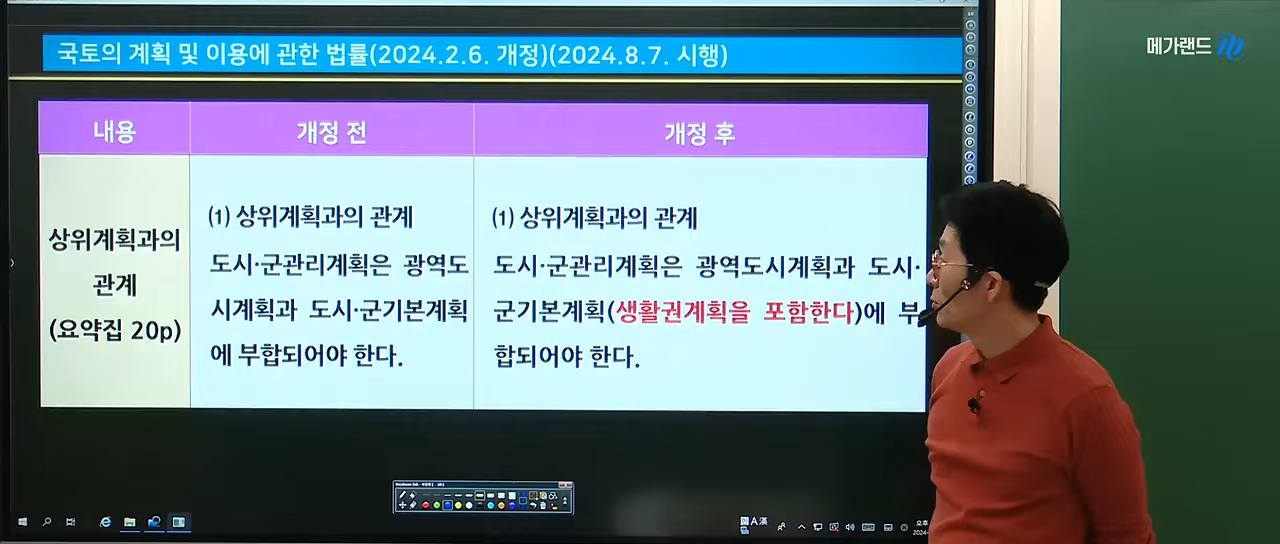 국토의 계획 및 이용에 관한 법률(2024.2.6. 개정)(2024.8.7. 시행)
메가랜드
내용
개정 전
개정 후
상위계획과의
관계
(요약집 20p)
(1) 상위계획과의 관계
도시·군관리계획은 광역도
시계획과 도시·군기본계획
에 부합되어야 한다.
(1) 상위계획과의 관계
도시·군관리계획은 광역도시계획과 도시·
군기본계획(생활권계획을 포함한다)에 부
합되어야 한다.
A 漢
오후